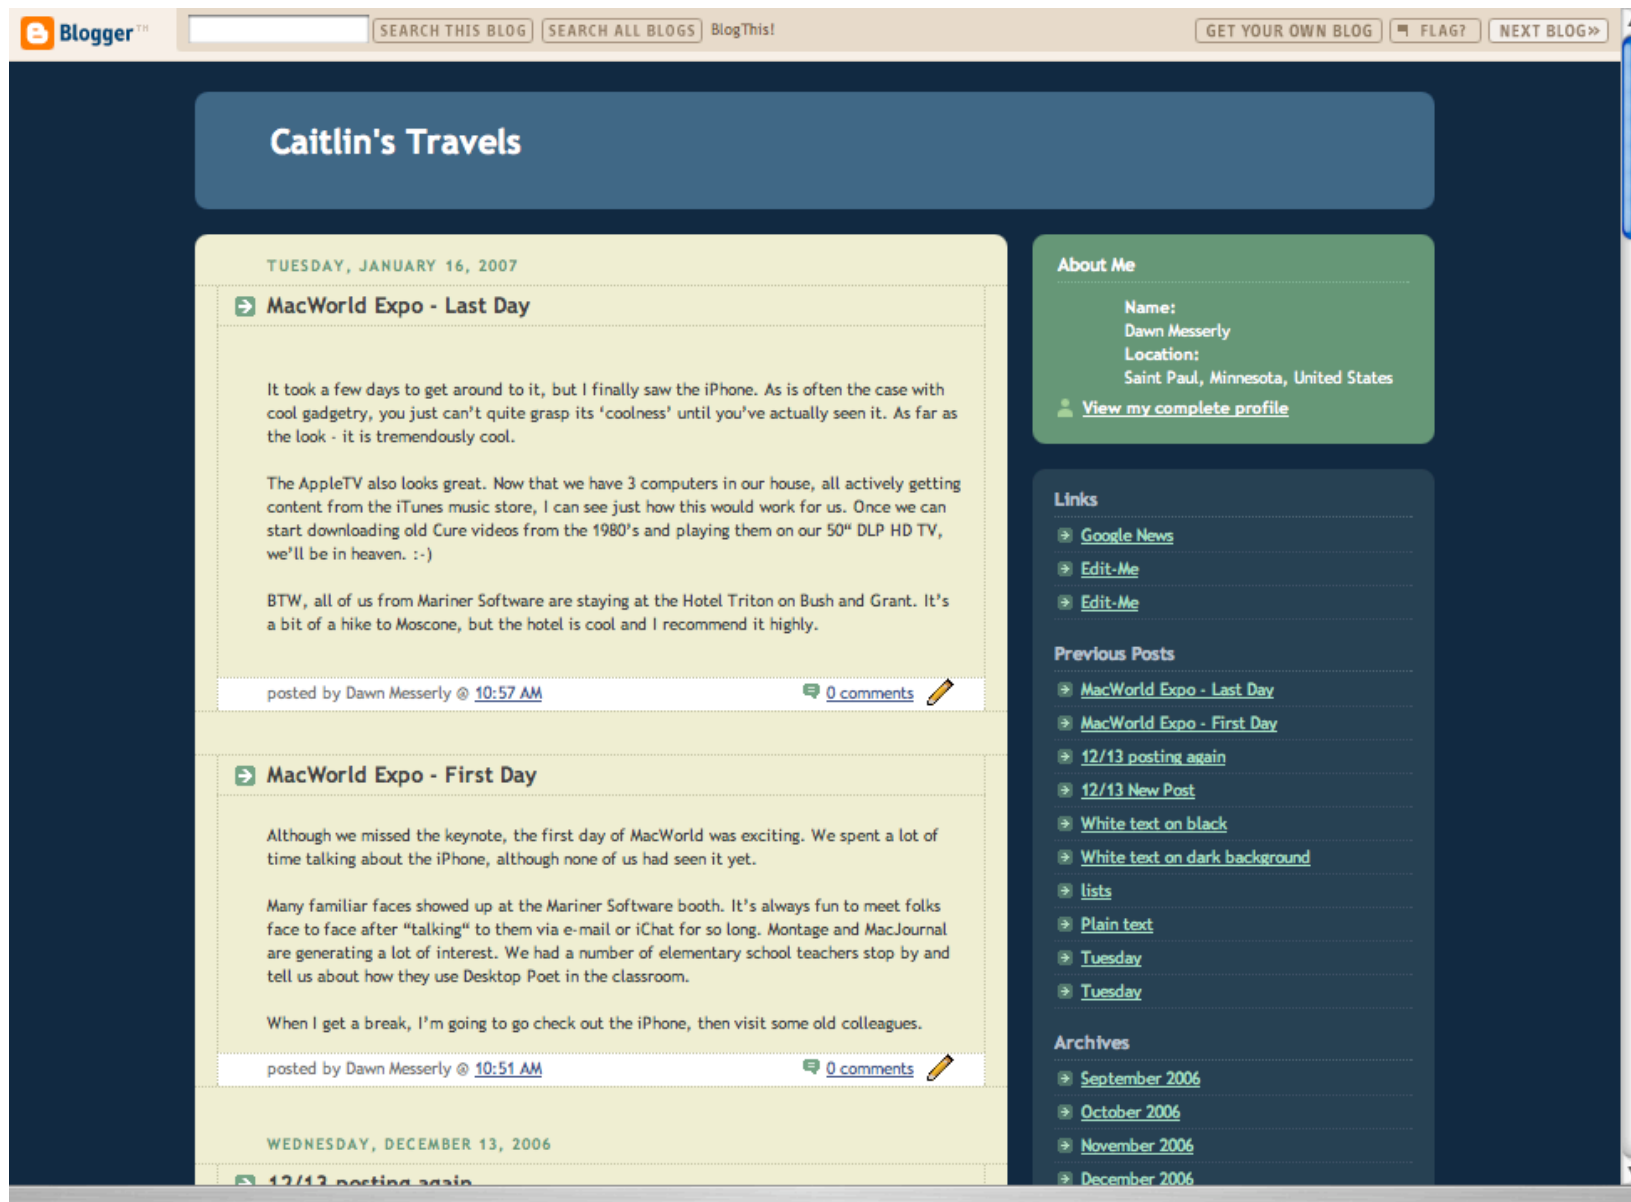 Blogger™
SEARCH THIS BLOG
SEARCH ALL BLOGS
BlogThis!
GET YOUR OWN BLOG
FLAG?
NEXT BLOG»
Caitlin's Travels
TUESDAY, JANUARY 16, 2007
MacWorld Expo - Last Day
It took a few days to get around to it, but I finally saw the iPhone. As is often the case with
cool gadgetry, you just can’t quite grasp its ‘coolness’ until you’ve actually seen it. As far as
the look - it is tremendously cool.
The AppleTV also looks great. Now that we have 3 computers in our house, all actively getting
content from the iTunes music store, I can see just how this would work for us. Once we can
start downloading old Cure videos from the 1980’s and playing them on our 50“ DLP HD TV,
we’ll be in heaven. :-)
BTW, all of us from Mariner Software are staying at the Hotel Triton on Bush and Grant. It’s
a bit of a hike to Moscone, but the hotel is cool and I recommend it highly.
posted by Dawn Messerly @ 10:57 AM
0 comments
MacWorld Expo - First Day
Although we missed the keynote, the first day of MacWorld was exciting. We spent a lot of
time talking about the iPhone, although none of us had seen it yet.
Many familiar faces showed up at the Mariner Software booth. It’s always fun to meet folks
face to face after “talking“ to them via e-mail or iChat for so long. Montage and MacJournal
are generating a lot of interest. We had a number of elementary school teachers stop by and
tell us about how they use Desktop Poet in the classroom.
When I get a break, I’m going to go check out the iPhone, then visit some old colleagues.
posted by Dawn Messerly @ 10:51 AM
0 comments
WEDNESDAY, DECEMBER 13, 2006
12/13 posting again
About Me
Name:
Dawn Messerly
Location:
Saint Paul, Minnesota, United States
View my complete profile
Links
Google News
Edit-Me
Edit-Me
Previous Posts
MacWorld Expo - Last Day
MacWorld Expo - First Day
12/13 posting again
12/13 New Post
White text on black
White text on dark background
lists
Plain text
Tuesday
Tuesday
Archives
September 2006
October 2006
November 2006
December 2006